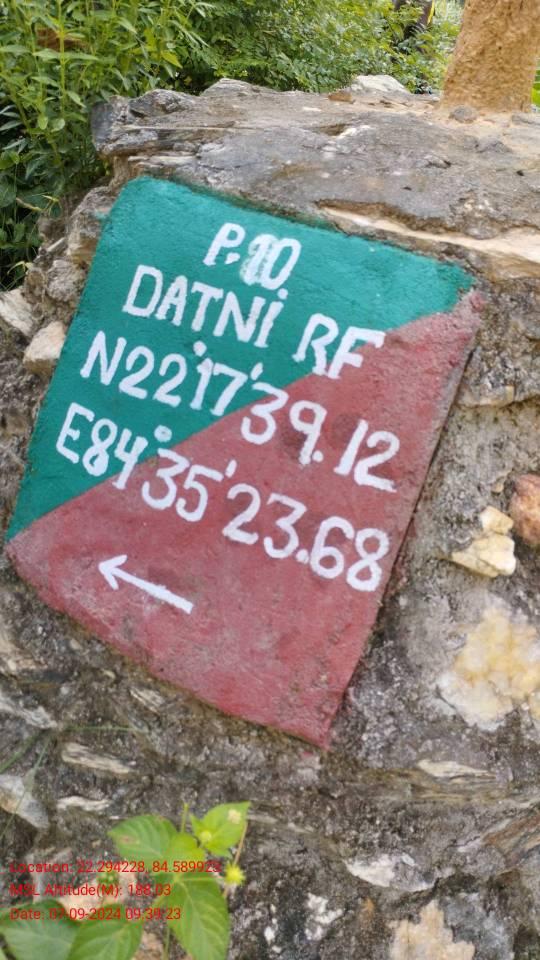 P.10
DATNI RF
N22°17'39.12
E84°35'23.68
Location: 22.294228, 84.589923
MSL Altitude(M): 188.03
Date: 07-09-2024 09:39:23